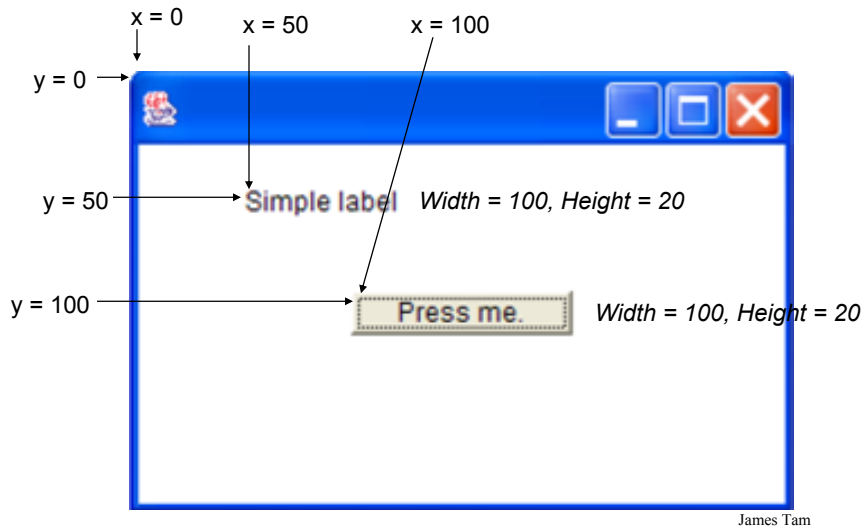 x = 0
x = 50
x = 100
y = 0
y = 50
Simple label
Width = 100, Height = 20
y = 100
Press me.
Width = 100, Height = 20
James Tam